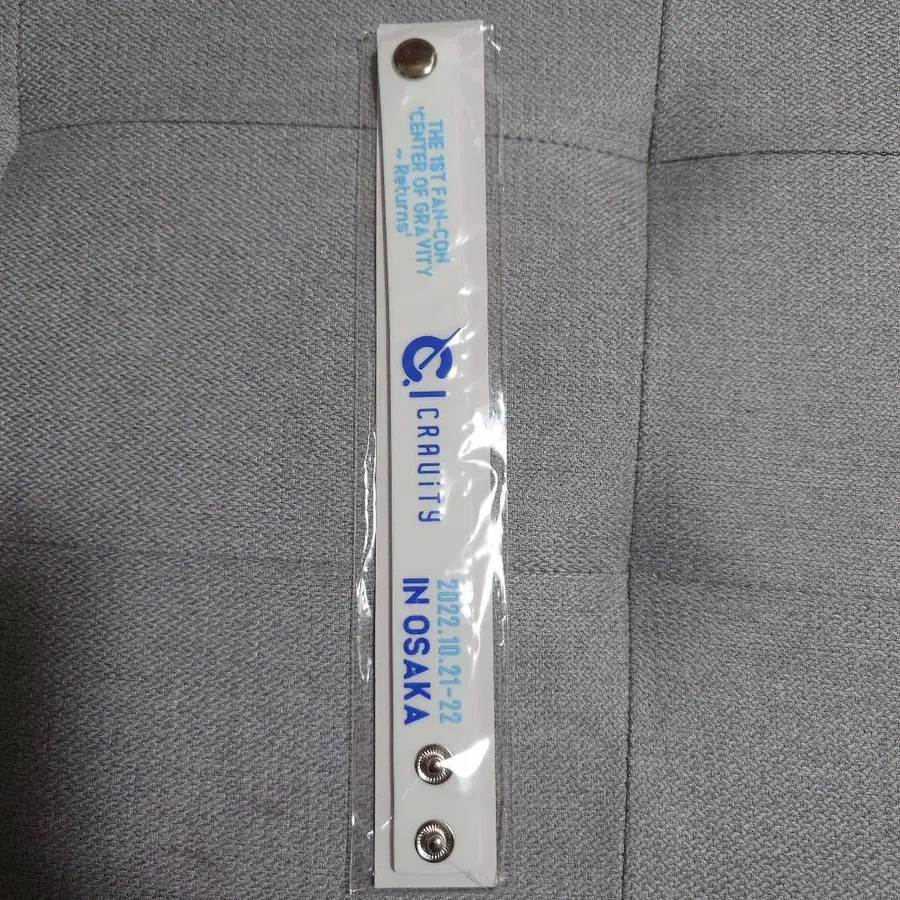 THE 1ST FAN-CON
'CENTER OF GRAVITY
~ Returns'
CRAViTY
2022.10.21-22
IN OSAKA